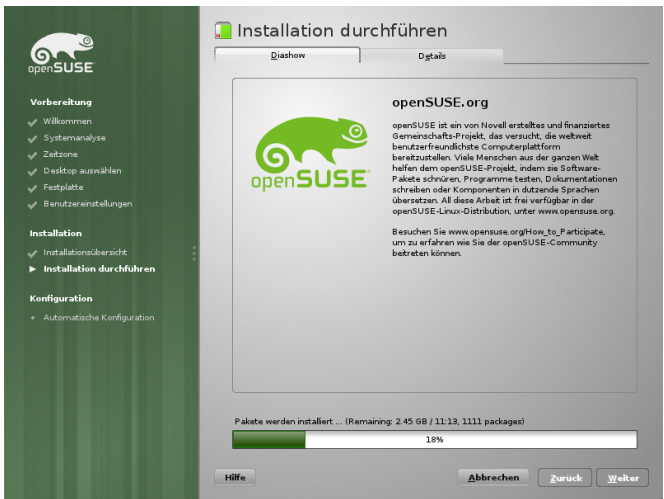 openSUSE
Vorbereitung
Willkommen
Systemanalyse
Zeitzone
Desktop auswählen
Festplatte
Benutzereinstellungen
Installation
Installationsübersicht
Installation durchführen
Konfiguration
Automatische Konfiguration
Installation durchführen
Diashow
Details
openSUSE
openSUSE.org
openSUSE ist ein von Novell erstelltes und finanziertes
Gemeinschafts-Projekt, das versucht, die weltweit
benutzerfreundlichste Computerplattform
bereitzustellen. Viele Menschen aus der ganzen Welt
helfen dem openSUSE-Projekt, indem sie Software-
Pakete schnüren, Programme testen, Dokumentationen
schreiben oder Komponenten in dutzende Sprachen
übersetzen. All diese Arbeit ist frei verfügbar in der
openSUSE-Linux-Distribution, unter www.opensuse.org.
Besuchen Sie www.opensuse.org/How_to_Participate,
um zu erfahren wie Sie der openSUSE-Community
beitreten können.
Pakete werden installiert ... (Remaining: 2.45 GB / 11:13, 1111 packages)
18%
Hilfe
Abbrechen
Zurück
Weiter